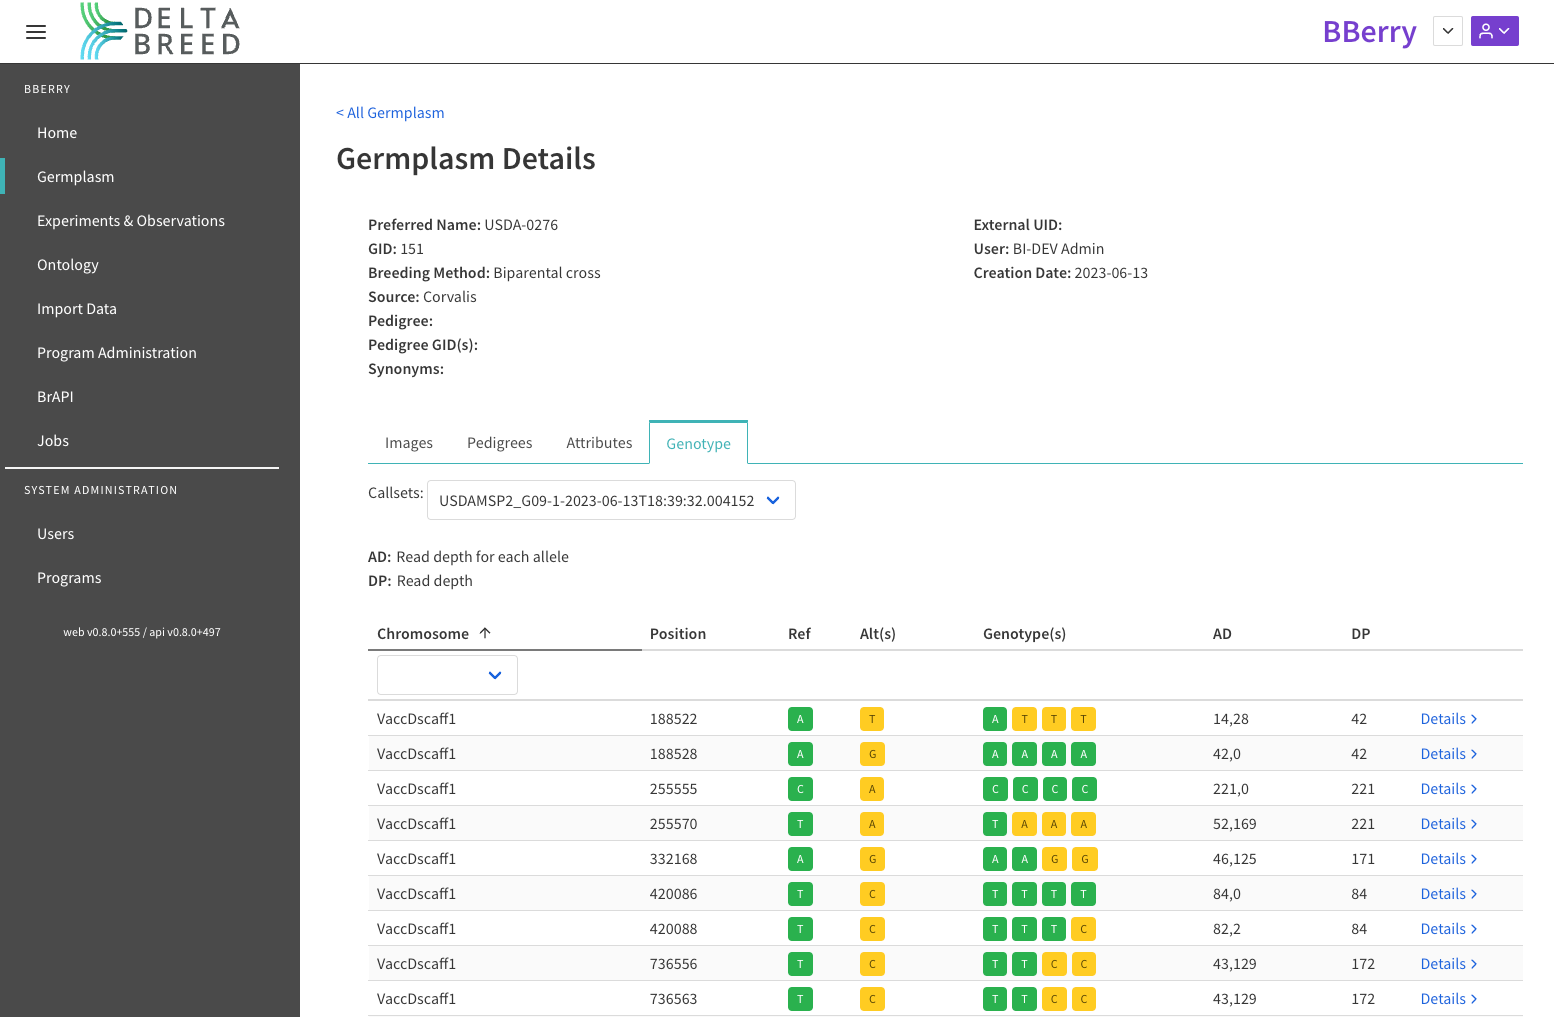 DELTA
BREED
BBerry
BBERRY
Home
Germplasm
Experiments & Observations
Ontology
Import Data
Program Administration
BrAPI
Jobs
SYSTEM ADMINISTRATION
Users
Programs
web v0.8.0+555 / api v0.8.0+497
< All Germplasm
Germplasm Details
Preferred Name: USDA-0276
GID: 151
Breeding Method: Biparental cross
Source: Corvalis
Pedigree:
Pedigree GID(s):
Synonyms:
External UID:
User: BI-DEV Admin
Creation Date: 2023-06-13
Images Pedigrees Attributes Genotype
Callsets: USDAMSP2_G09-1-2023-06-13T18:39:32.004152
AD: Read depth for each allele
DP: Read depth
Chromosome Position Ref Alt(s) Genotype(s) AD DP
VaccDscaff1 188522 A T A T T T 14,28 42 Details
VaccDscaff1 188528 A G A A A A 42,0 42 Details
VaccDscaff1 255555 C A C C C C 221,0 221 Details
VaccDscaff1 255570 T A T A A A 52,169 221 Details
VaccDscaff1 332168 A G A A G G 46,125 171 Details
VaccDscaff1 420086 T C T T T T 84,0 84 Details
VaccDscaff1 420088 T C T T T C 82,2 84 Details
VaccDscaff1 736556 T C T T C C 43,129 172 Details
VaccDscaff1 736563 T C T T C C 43,129 172 Details